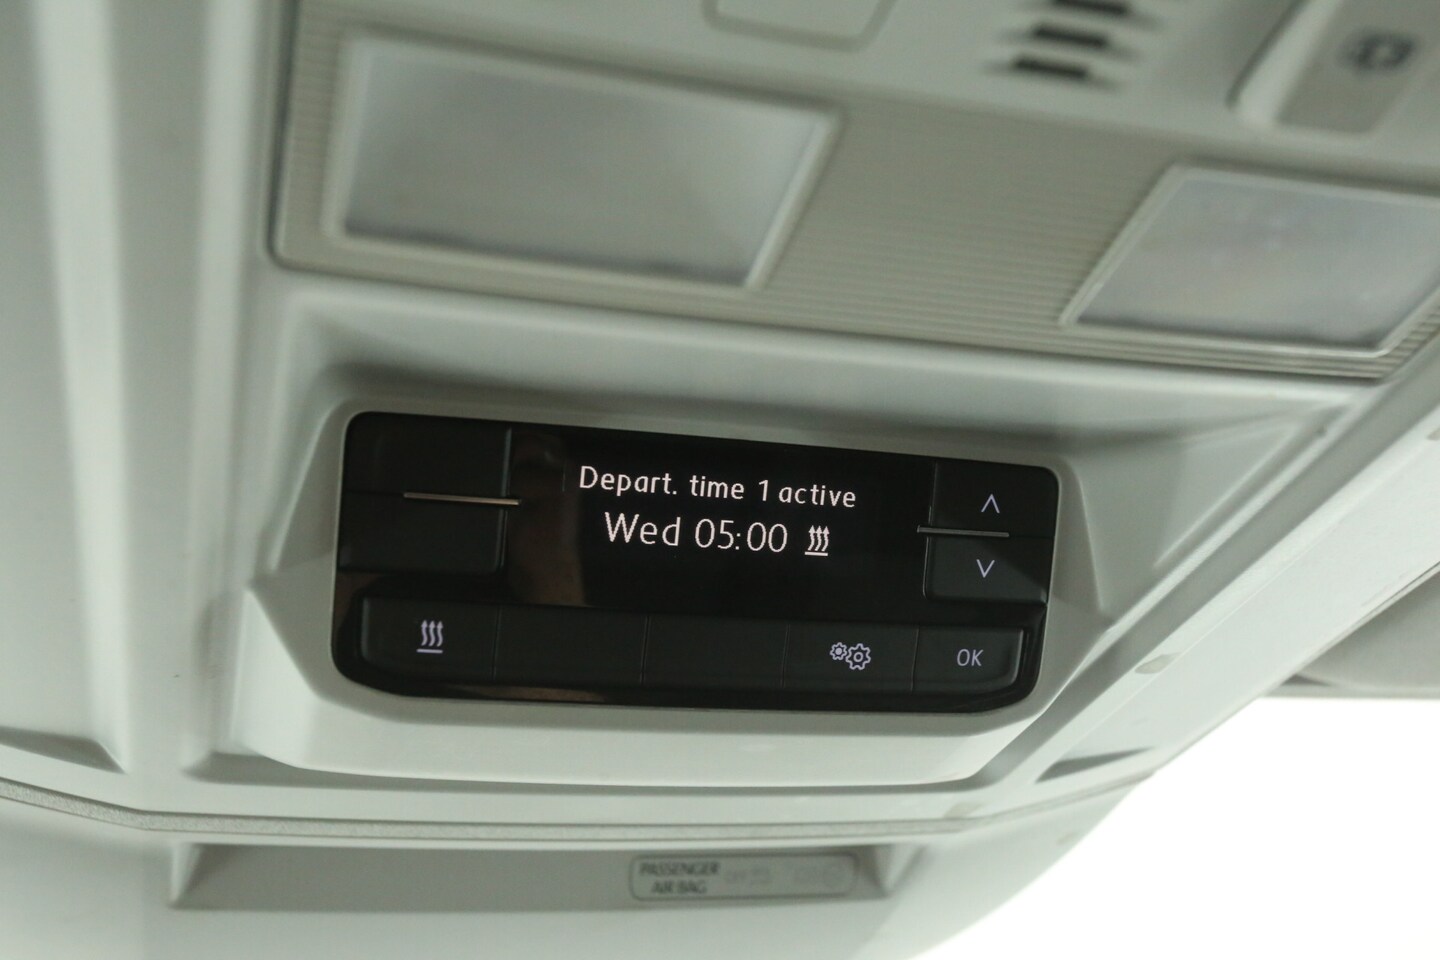 Depart. time 1 active
Wed 05:00
OK
PASSENGER
AIR BAG